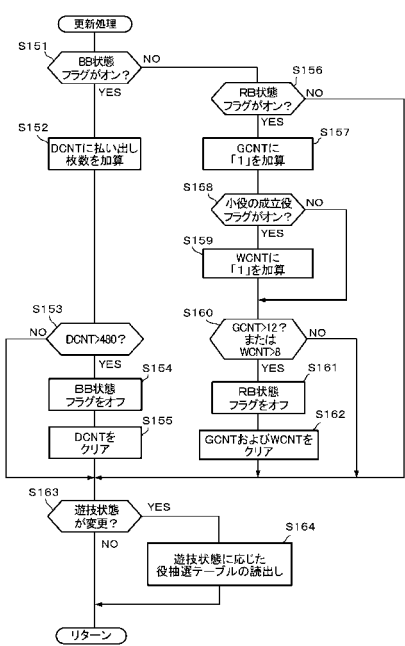 更新処理
S151
BB状態
フラグがオン？
NO
YES
S156
RB状態
フラグがオン？
NO
YES
S152
DCNTに払い出し
枚数を加算
S157
GCNTに
「1」を加算
S158
小役の成立役
フラグがオン？
NO
YES
S159
WCNTに
「1」を加算
S153
DCNT>480？
NO
YES
S160
GCNT>12？
または
WCNT>8
NO
YES
S154
BB状態
フラグをオフ
S161
RB状態
フラグをオフ
S155
DCNTを
クリア
S162
GCNTおよびWCNTを
クリア
S163
遊技状態
が変更？
YES
NO
S164
遊技状態に応じた
役抽選テーブルの読出し
リターン